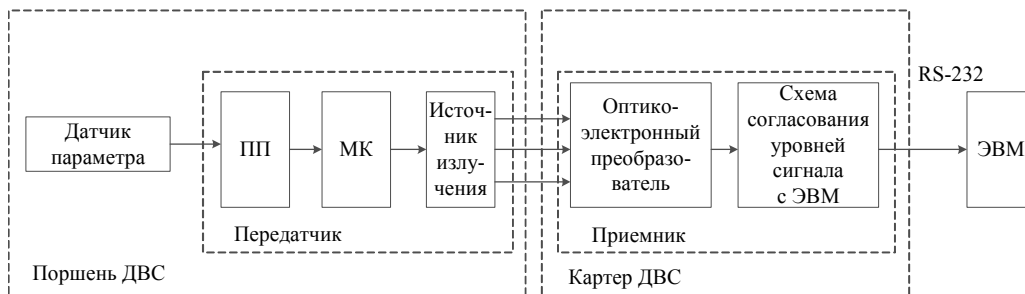 Датчик
параметра
ПП
МК
Источ-
ник
излу-
чения
Передатчик
Поршень ДВС
Оптико-
электронный
преобразо-
ватель
Схема
согласования
уровней
сигнала
с ЭВМ
Приемник
Картер ДВС
RS-232
ЭВМ